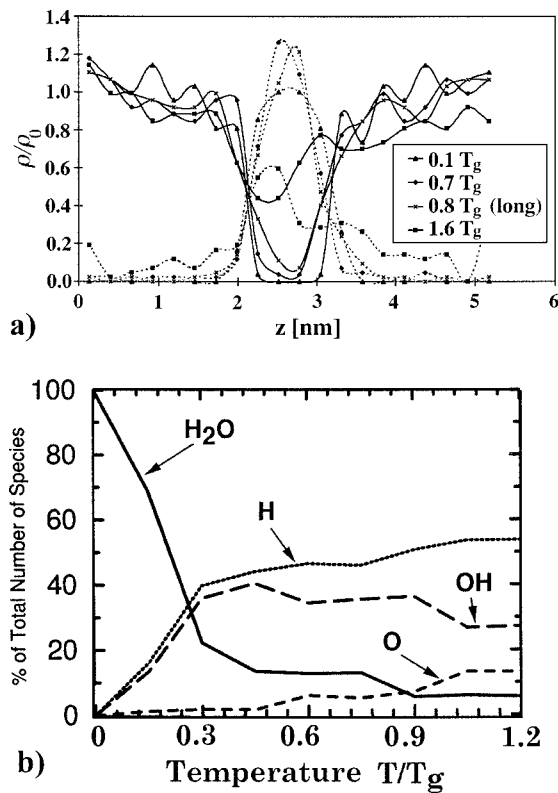 1.4
1.2
1.0
0.8
0.6
0.4
0.2
0.0
ρ/ρ0
0.1 Tg
0.7 Tg
0.8 Tg (long)
1.6 Tg
0 1 2 3 4 5 6
z [nm]
a)
100
80
60
40
20
0
% of Total Number of Species
H2O
H
OH
O
0 0.3 0.6 0.9 1.2
Temperature T/Tg
b)